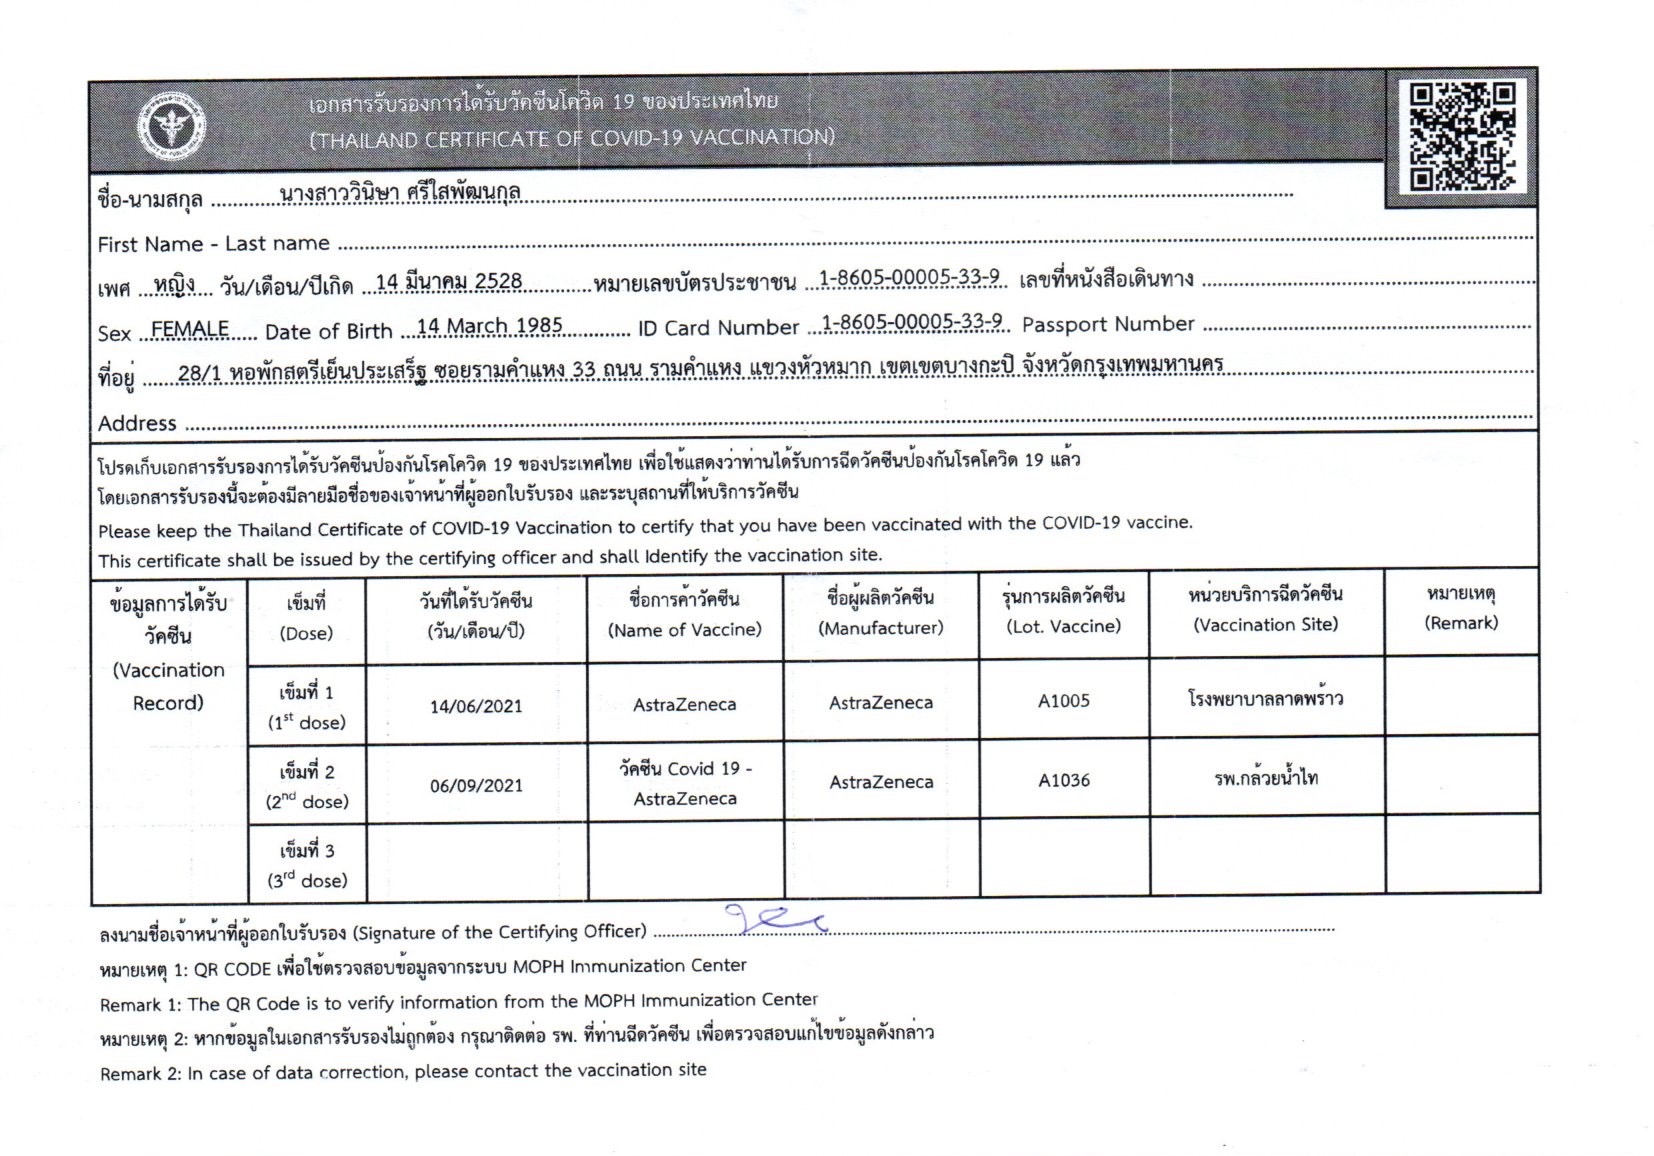 เอกสารรับรองการได้รับวัคซีนโควิด 19 ของประเทศไทย
(THAILAND CERTIFICATE OF COVID-19 VACCINATION)
ชื่อ-นามสกุล ............นางสาววินิษา ศรีใสพัฒนกุล............
First Name - Last name ............
เพศ ...หญิง... วัน/เดือน/ปีเกิด ...14 มีนาคม 2528............หมายเลขบัตรประชาชน ...1-8605-00005-33-9.. เลขที่หนังสือเดินทาง ............
Sex ...FEMALE..... Date of Birth ...14 March 1985............ ID Card Number ...1-8605-00005-33-9.. Passport Number ............
ที่อยู่ ......28/1 หอพักสตรีเย็นประเสร็ฐ ซอยรามคำแหง 33 ถนน รามคำแหง แขวงหัวหมาก เขตเขตบางกะปิ จังหวัดกรุงเทพมหานคร............
Address ............
โปรดเก็บเอกสารรับรองการได้รับวัคซีนป้องกันโรคโควิด 19 ของประเทศไทย เพื่อใช้แสดงว่าท่านได้รับการฉีดวัคซีนป้องกันโรคโควิด 19 แล้ว
โดยเอกสารรับรองนี้จะต้องมีลายมือชื่อของเจ้าหน้าที่ผู้ออกใบรับรอง และระบุสถานที่ให้บริการวัคซีน
Please keep the Thailand Certificate of COVID-19 Vaccination to certify that you have been vaccinated with the COVID-19 vaccine.
This certificate shall be issued by the certifying officer and shall Identify the vaccination site.
ข้อมูลการได้รับวัคซีน (Vaccination Record)
เข็มที่ (Dose) วันที่ได้รับวัคซีน (วัน/เดือน/ปี) ชื่อการค้าวัคซีน (Name of Vaccine) ชื่อผู้ผลิตวัคซีน (Manufacturer) รุ่นการผลิตวัคซีน (Lot. Vaccine) หน่วยบริการฉีดวัคซีน (Vaccination Site) หมายเหตุ (Remark)
เข็มที่ 1 (1st dose) 14/06/2021 AstraZeneca AstraZeneca A1005 โรงพยาบาลลาดพร้าว
เข็มที่ 2 (2nd dose) 06/09/2021 วัคซีน Covid 19 - AstraZeneca AstraZeneca A1036 รพ.กล้วยน้ำไท
เข็มที่ 3 (3rd dose)
ลงนามชื่อเจ้าหน้าที่ผู้ออกใบรับรอง (Signature of the Certifying Officer) ............
หมายเหตุ 1: QR CODE เพื่อใช้ตรวจสอบข้อมูลจากระบบ MOPH Immunization Center
Remark 1: The QR Code is to verify information from the MOPH Immunization Center
หมายเหตุ 2: หากข้อมูลในเอกสารรับรองไม่ถูกต้อง กรุณาติดต่อ รพ. ที่ท่านฉีดวัคซีน เพื่อตรวจสอบแก้ไขข้อมูลดังกล่าว
Remark 2: In case of data correction, please contact the vaccination site